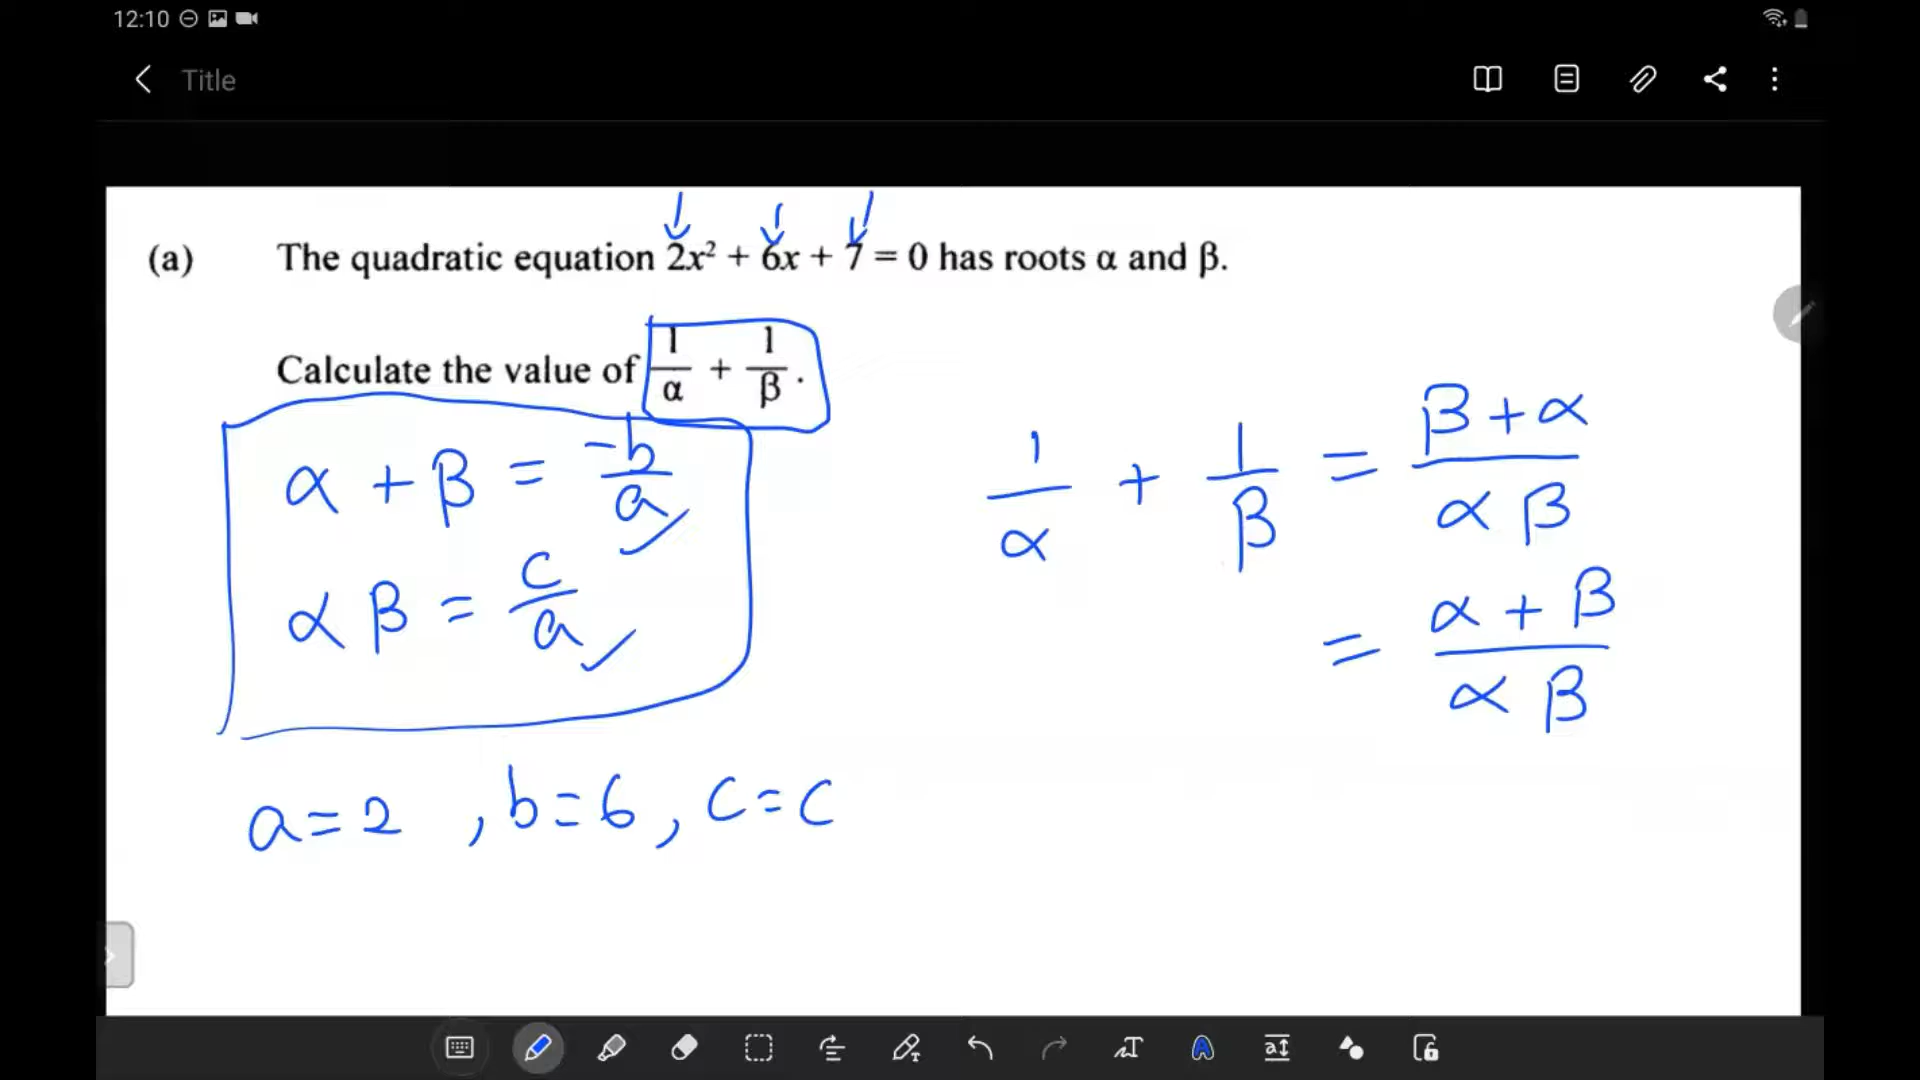 12:10
Title
(a) The quadratic equation 2x² + 6x + 7 = 0 has roots α and β.
Calculate the value of 1/α + 1/β.
α + β = -b/a
αβ = c/a
a=2 , b=6, c=c
1/α + 1/β = β+α/αβ
= α+β/αβ